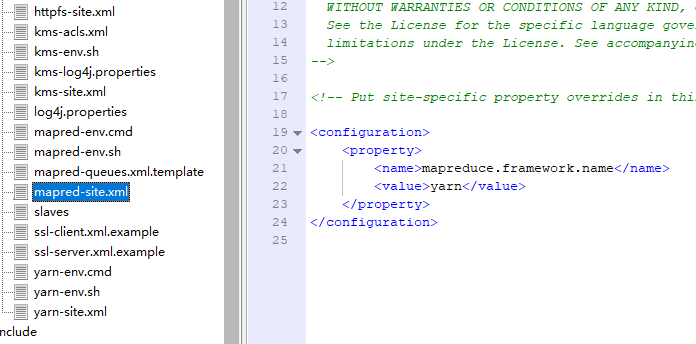 httpfs-site.xml
kms-acls.xml
kms-env.sh
kms-log4j.properties
kms-site.xml
log4j.properties
mapred-env.cmd
mapred-env.sh
mapred-queues.xml.template
mapred-site.xml
slaves
ssl-client.xml.example
ssl-server.xml.example
yarn-env.cmd
yarn-env.sh
yarn-site.xml
nclude
12 WITHOUT WARRANTIES OR CONDITIONS OF ANY KIND,
13 See the License for the specific language gove
14 limitations under the License. See accompanyin
15 -->
16
17 <!-- Put site-specific property overrides in thi
18
19 <configuration>
20 <property>
21 <name>mapreduce.framework.name</name>
22 <value>yarn</value>
23 </property>
24 </configuration>
25